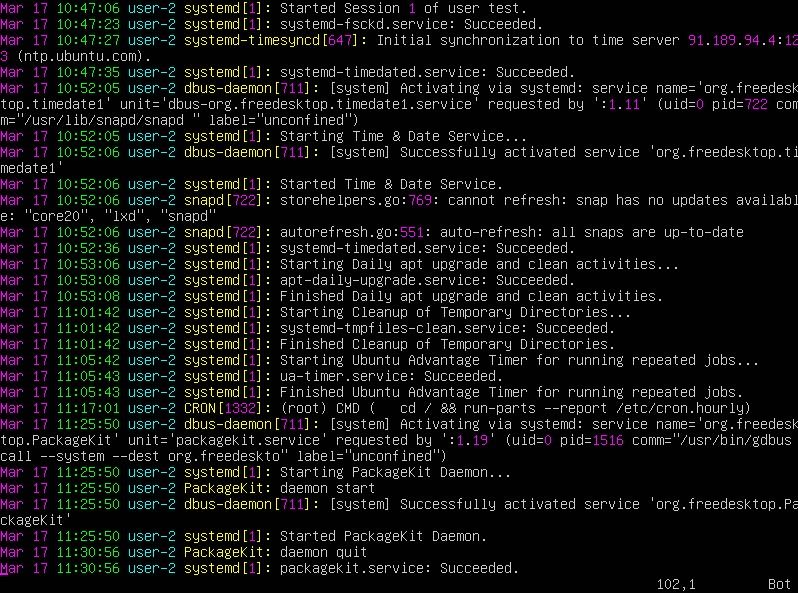 Mar 17 10:47:06 user-2 systemd[1]: Started Session 1 of user test.
Mar 17 10:47:23 user-2 systemd[1]: systemd-fsckd.service: Succeeded.
Mar 17 10:47:27 user-2 systemd-timesyncd[647]: Initial synchronization to time server 91.189.94.4:12
3 (ntp.ubuntu.com).
Mar 17 10:47:35 user-2 systemd[1]: systemd-timedated.service: Succeeded.
Mar 17 10:52:05 user-2 dbus-daemon[711]: [system] Activating via systemd: service name='org.freedesk
top.timedate1' unit='dbus-org.freedesktop.timedate1.service' requested by ':1.11' (uid=0 pid=722 com
m="/usr/lib/snapd/snapd " label="unconfined")
Mar 17 10:52:05 user-2 systemd[1]: Starting Time & Date Service...
Mar 17 10:52:06 user-2 dbus-daemon[711]: [system] Successfully activated service 'org.freedesktop.ti
medate1'
Mar 17 10:52:06 user-2 systemd[1]: Started Time & Date Service.
Mar 17 10:52:06 user-2 snapd[722]: storehelpers.go:769: cannot refresh: snap has no updates availabl
e: "core20", "lxd", "snapd"
Mar 17 10:52:06 user-2 snapd[722]: autorefresh.go:551: auto-refresh: all snaps are up-to-date
Mar 17 10:52:36 user-2 systemd[1]: systemd-timedated.service: Succeeded.
Mar 17 10:53:06 user-2 systemd[1]: Starting Daily apt upgrade and clean activities...
Mar 17 10:53:08 user-2 systemd[1]: apt-daily-upgrade.service: Succeeded.
Mar 17 10:53:08 user-2 systemd[1]: Finished Daily apt upgrade and clean activities.
Mar 17 11:01:42 user-2 systemd[1]: Starting Cleanup of Temporary Directories...
Mar 17 11:01:42 user-2 systemd[1]: systemd-tmpfiles-clean.service: Succeeded.
Mar 17 11:01:42 user-2 systemd[1]: Finished Cleanup of Temporary Directories.
Mar 17 11:05:42 user-2 systemd[1]: Starting Ubuntu Advantage Timer for running repeated jobs...
Mar 17 11:05:43 user-2 systemd[1]: ua-timer.service: Succeeded.
Mar 17 11:05:43 user-2 systemd[1]: Finished Ubuntu Advantage Timer for running repeated jobs.
Mar 17 11:17:01 user-2 CRON[1332]: (root) CMD (   cd / && run-parts --report /etc/cron.hourly)
Mar 17 11:25:50 user-2 dbus-daemon[711]: [system] Activating via systemd: service name='org.freedesk
top.PackageKit' unit='packagekit.service' requested by ':1.19' (uid=0 pid=1516 comm="/usr/bin/gdbus
call --system --dest org.freedeskto" label="unconfined")
Mar 17 11:25:50 user-2 systemd[1]: Starting PackageKit Daemon...
Mar 17 11:25:50 user-2 PackageKit: daemon start
Mar 17 11:25:50 user-2 dbus-daemon[711]: [system] Successfully activated service 'org.freedesktop.Pa
ckageKit'
Mar 17 11:25:50 user-2 systemd[1]: Started PackageKit Daemon.
Mar 17 11:30:56 user-2 PackageKit: daemon quit
Mar 17 11:30:56 user-2 systemd[1]: packagekit.service: Succeeded.
102,1 Bot